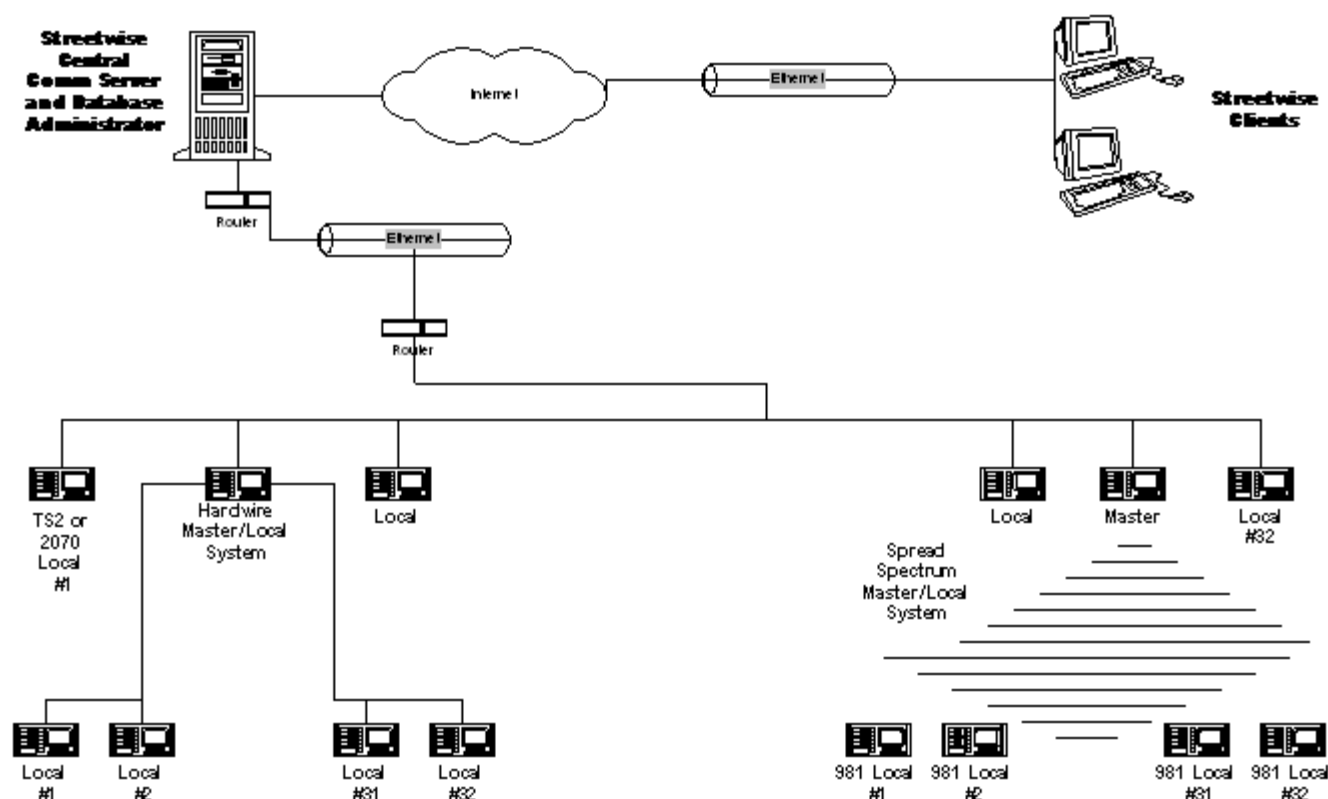 Streetwise
Central
Comm Server
and Database
Administrator
Internet
Ethernet
Streetwise
Clients
Router
Ethernet
Router
TS2 or
2070
Local
#1
Hardwire
Master/Local
System
Local
Local
Master
Local
#32
Spread
Spectrum
Master/Local
System
Local
#1
Local
#2
Local
#31
Local
#32
981 Local
#1
981 Local
#2
981 Local
#31
981 Local
#32